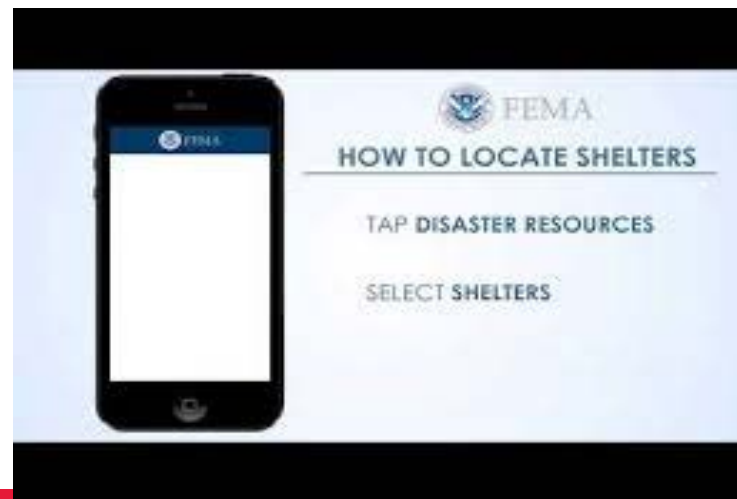 FEMA
FEMA
HOW TO LOCATE SHELTERS
TAP DISASTER RESOURCES
SELECT SHELTERS